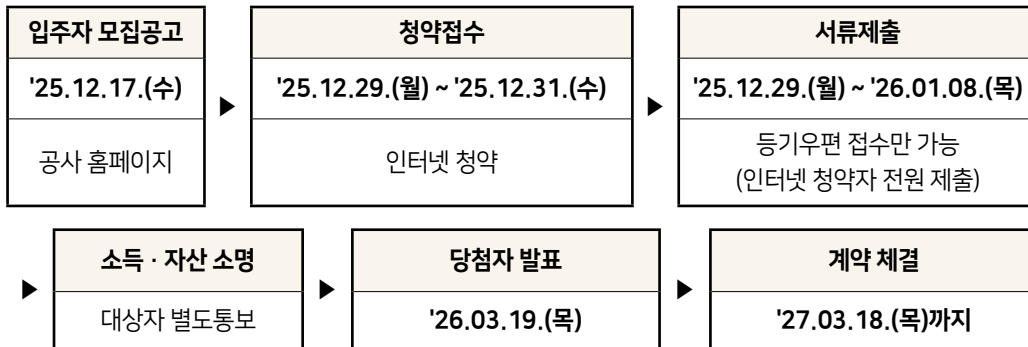 입주자 모집공고
'25.12.17.(수)
공사 홈페이지
▶
청약접수
'25.12.29.(월) ~ '25.12.31.(수)
인터넷 청약
▶
서류제출
'25.12.29.(월) ~ '26.01.08.(목)
등기우편 접수만 가능
(인터넷 청약자 전원 제출)
▶
소득 · 자산 소명
대상자 별도통보
▶
당첨자 발표
'26.03.19.(목)
▶
계약 체결
'27.03.18.(목)까지